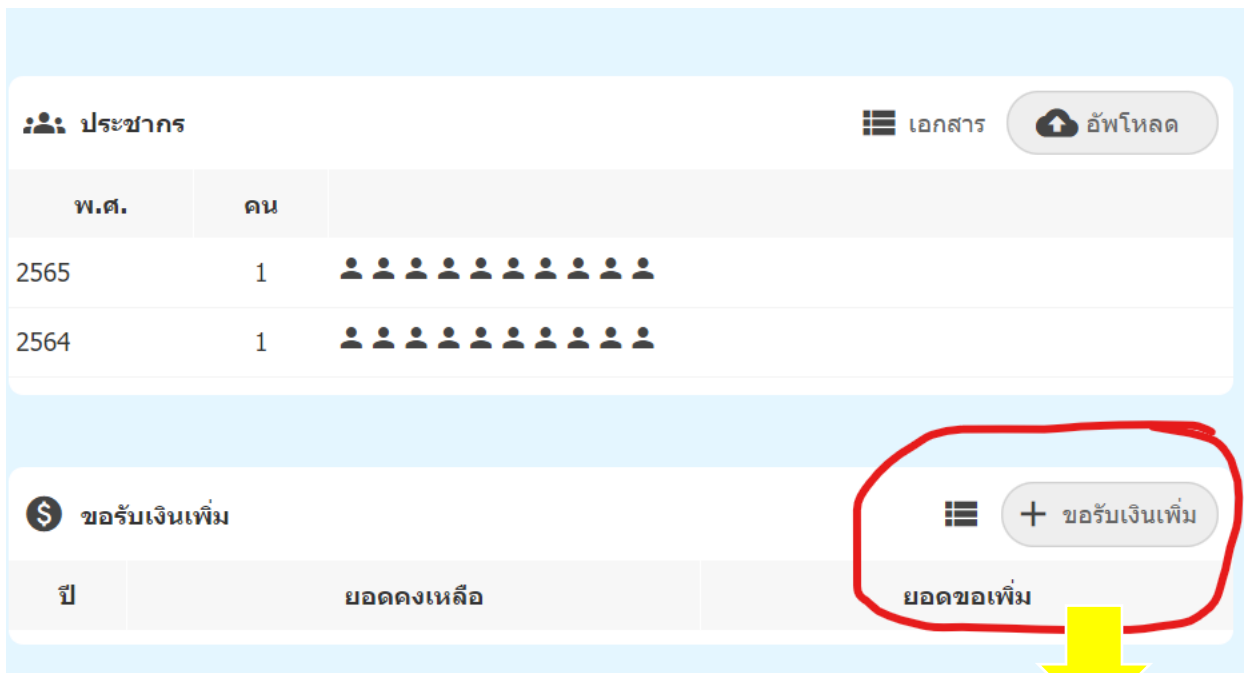 ประชากร เอกสาร อัพโหลด
พ.ศ. คน
2565 1
2564 1
ขอรับเงินเพิ่ม + ขอรับเงินเพิ่ม
ปี ยอดคงเหลือ ยอดขอเพิ่ม